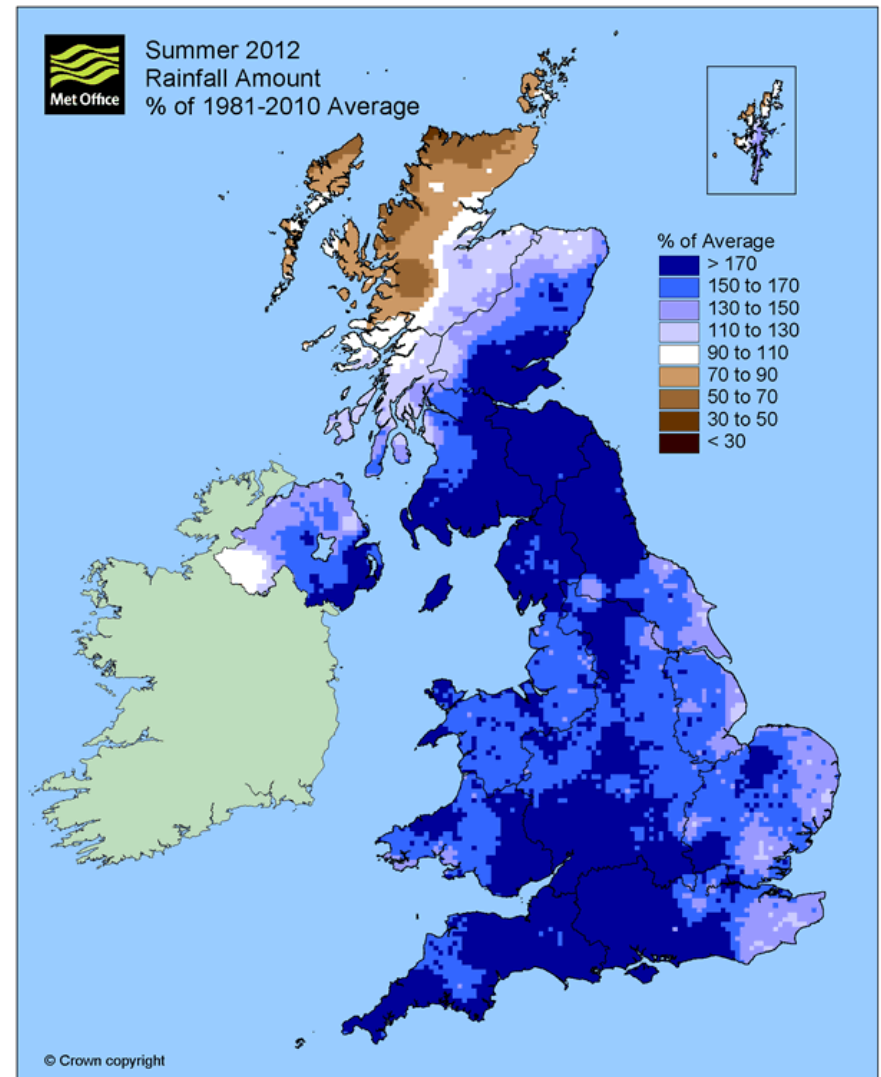 Met Office
Summer 2012
Rainfall Amount
% of 1981-2010 Average
% of Average
> 170
150 to 170
130 to 150
110 to 130
90 to 110
70 to 90
50 to 70
30 to 50
< 30
© Crown copyright